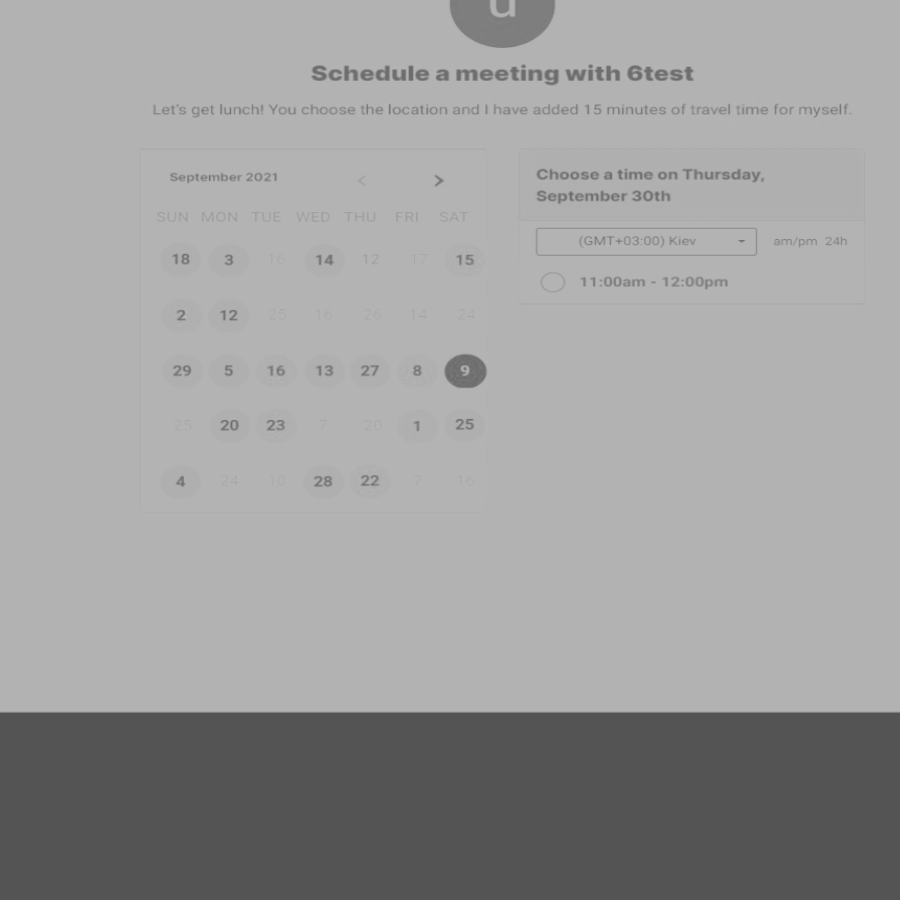 u
Schedule a meeting with 6test
Let's get lunch! You choose the location and I have added 15 minutes of travel time for myself.
September 2021 < >
SUN MON TUE WED THU FRI SAT
18 3 16 14 12 17 15
2 12 25 16 26 14 24
29 5 16 13 27 8 9
25 20 23 7 20 1 25
4 24 10 28 22 7 16
Choose a time on Thursday,
September 30th
(GMT+03:00) Kiev am/pm 24h
11:00am - 12:00pm